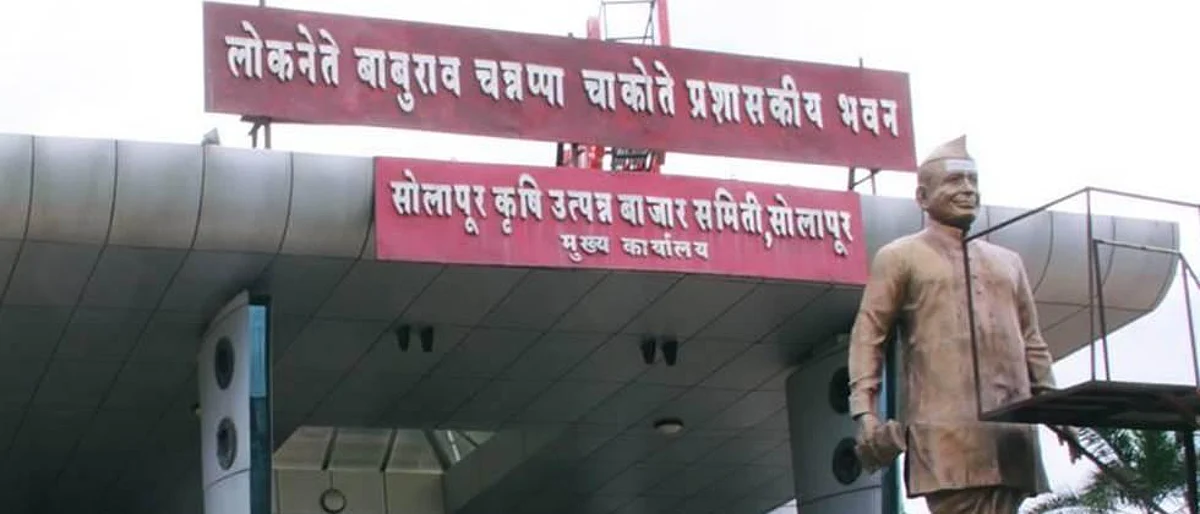 लोकनेते बाबुराव चन्नप्पा चाकोते प्रशासकीय भवन
सोलापूर कृषि उत्पन्न बाजार समिती,सोलापूर
मुख्य कार्यालय